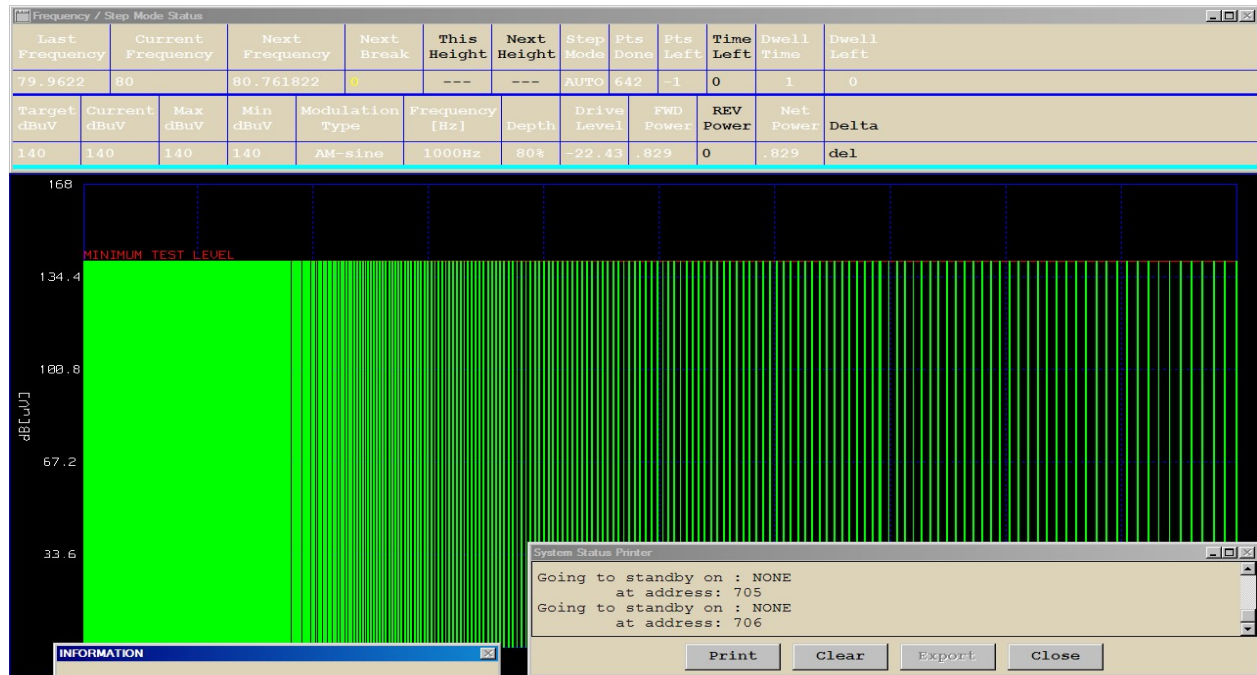 Frequency / Step Mode Status
Last Frequency Current Frequency Next Frequency Next Break This Height Next Height Step Mode Pts Done Pts Left Time Left Dwell Time Dwell Left
79.9622 80 80.761822 0 --- --- AUTO 642 -1 0 1 0
Target dBuV Current dBuV Max dBuV Min dBuV Modulation Type Frequency [Hz] Depth Drive Level FWD Power REV Power Net Power Delta
140 140 140 140 AM-sine 1000Hz 80% -22.43 .829 0 .829 del
168
MINIMUM TEST LEVEL
134.4
100.8
dB[uV]
67.2
33.6
System Status Printer
Going to standby on : NONE
at address: 705
Going to standby on : NONE
at address: 706
Print Clear Export Close
INFORMATION